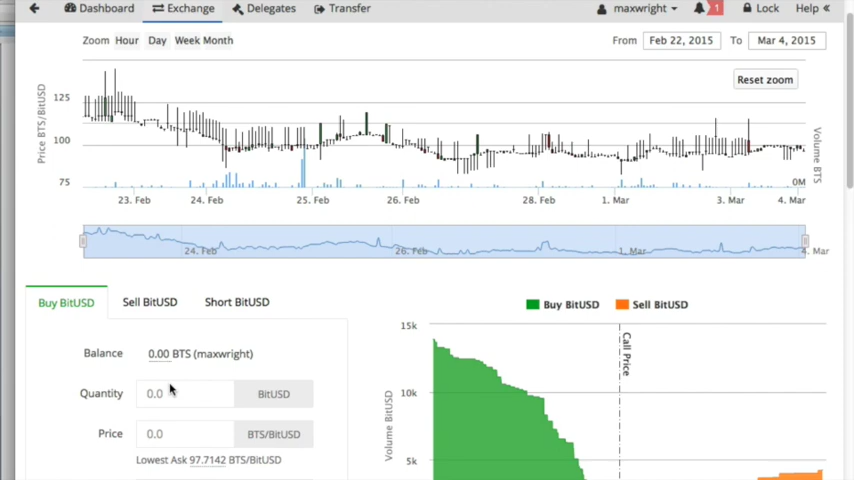 Dashboard Exchange Delegates Transfer maxwright 1 Lock Help
Zoom Hour Day Week Month From Feb 22, 2015 To Mar 4, 2015
Reset zoom
Price BTS/BitUSD
125
100
75
Volume BTS
0M
23. Feb 24. Feb 25. Feb 26. Feb 28. Feb 1. Mar 3. Mar 4. Mar
24. Feb 26. Feb 1. Mar 4. Mar
Buy BitUSD Sell BitUSD Short BitUSD
Balance 0.00 BTS (maxwright)
Quantity 0.0 BitUSD
Price 0.0 BTS/BitUSD
Lowest Ask 97.7142 BTS/BitUSD
Buy BitUSD Sell BitUSD
15k
10k
5k
Volume BitUSD
Call Price